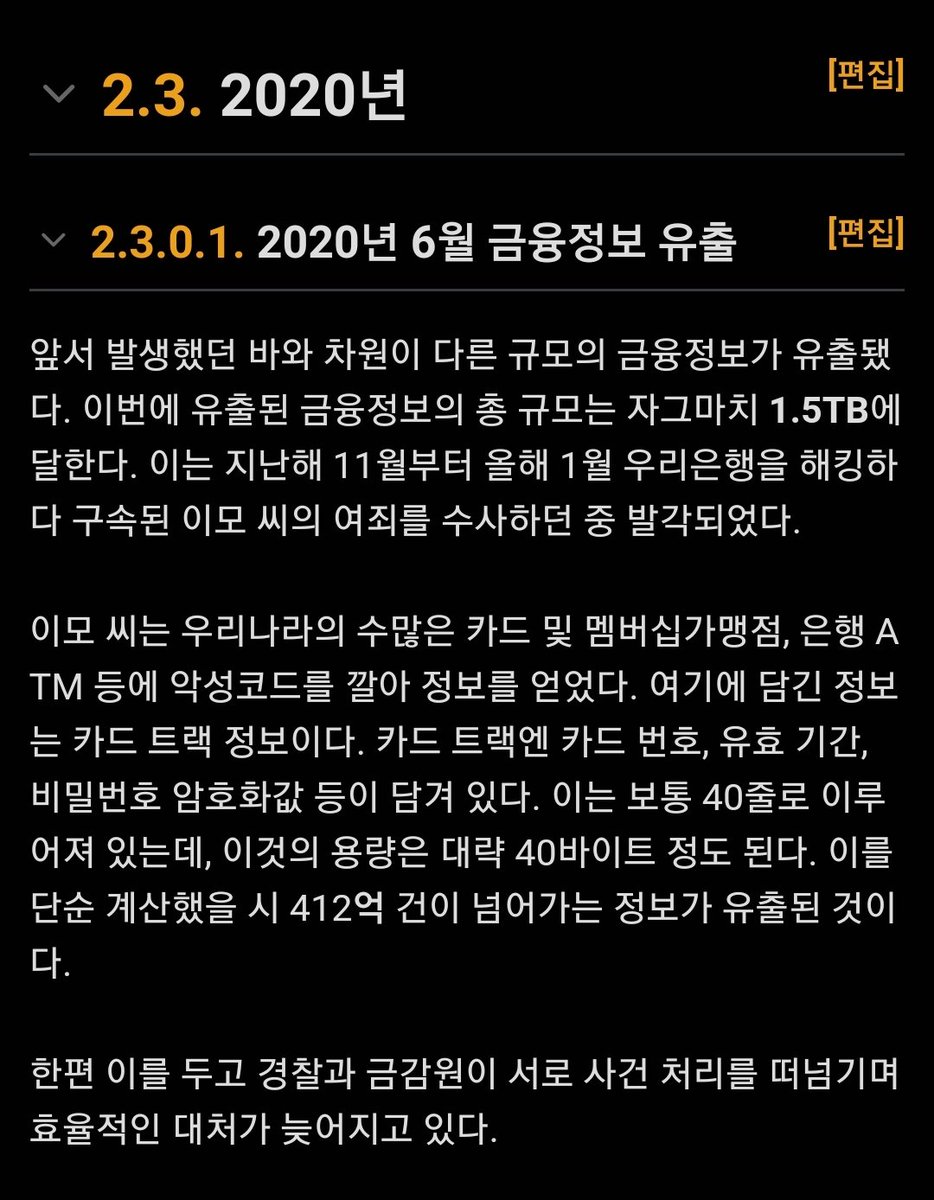 2.3. 2020년
[편집]
2.3.0.1. 2020년 6월 금융정보 유출
[편집]
앞서 발생했던 바와 차원이 다른 규모의 금융정보가 유출됐
다. 이번에 유출된 금융정보의 총 규모는 자그마치 1.5TB에
달한다. 이는 지난해 11월부터 올해 1월 우리은행을 해킹하
다 구속된 이모 씨의 여죄를 수사하던 중 발각되었다.
이모 씨는 우리나라의 수많은 카드 및 멤버십가맹점, 은행 A
TM 등에 악성코드를 깔아 정보를 얻었다. 여기에 담긴 정보
는 카드 트랙 정보이다. 카드 트랙엔 카드 번호, 유효 기간,
비밀번호 암호화값 등이 담겨 있다. 이는 보통 40줄로 이루
어져 있는데, 이것의 용량은 대략 40바이트 정도 된다. 이를
단순 계산했을 시 412억 건이 넘어가는 정보가 유출된 것이
다.
한편 이를 두고 경찰과 금감원이 서로 사건 처리를 떠넘기며
효율적인 대처가 늦어지고 있다.